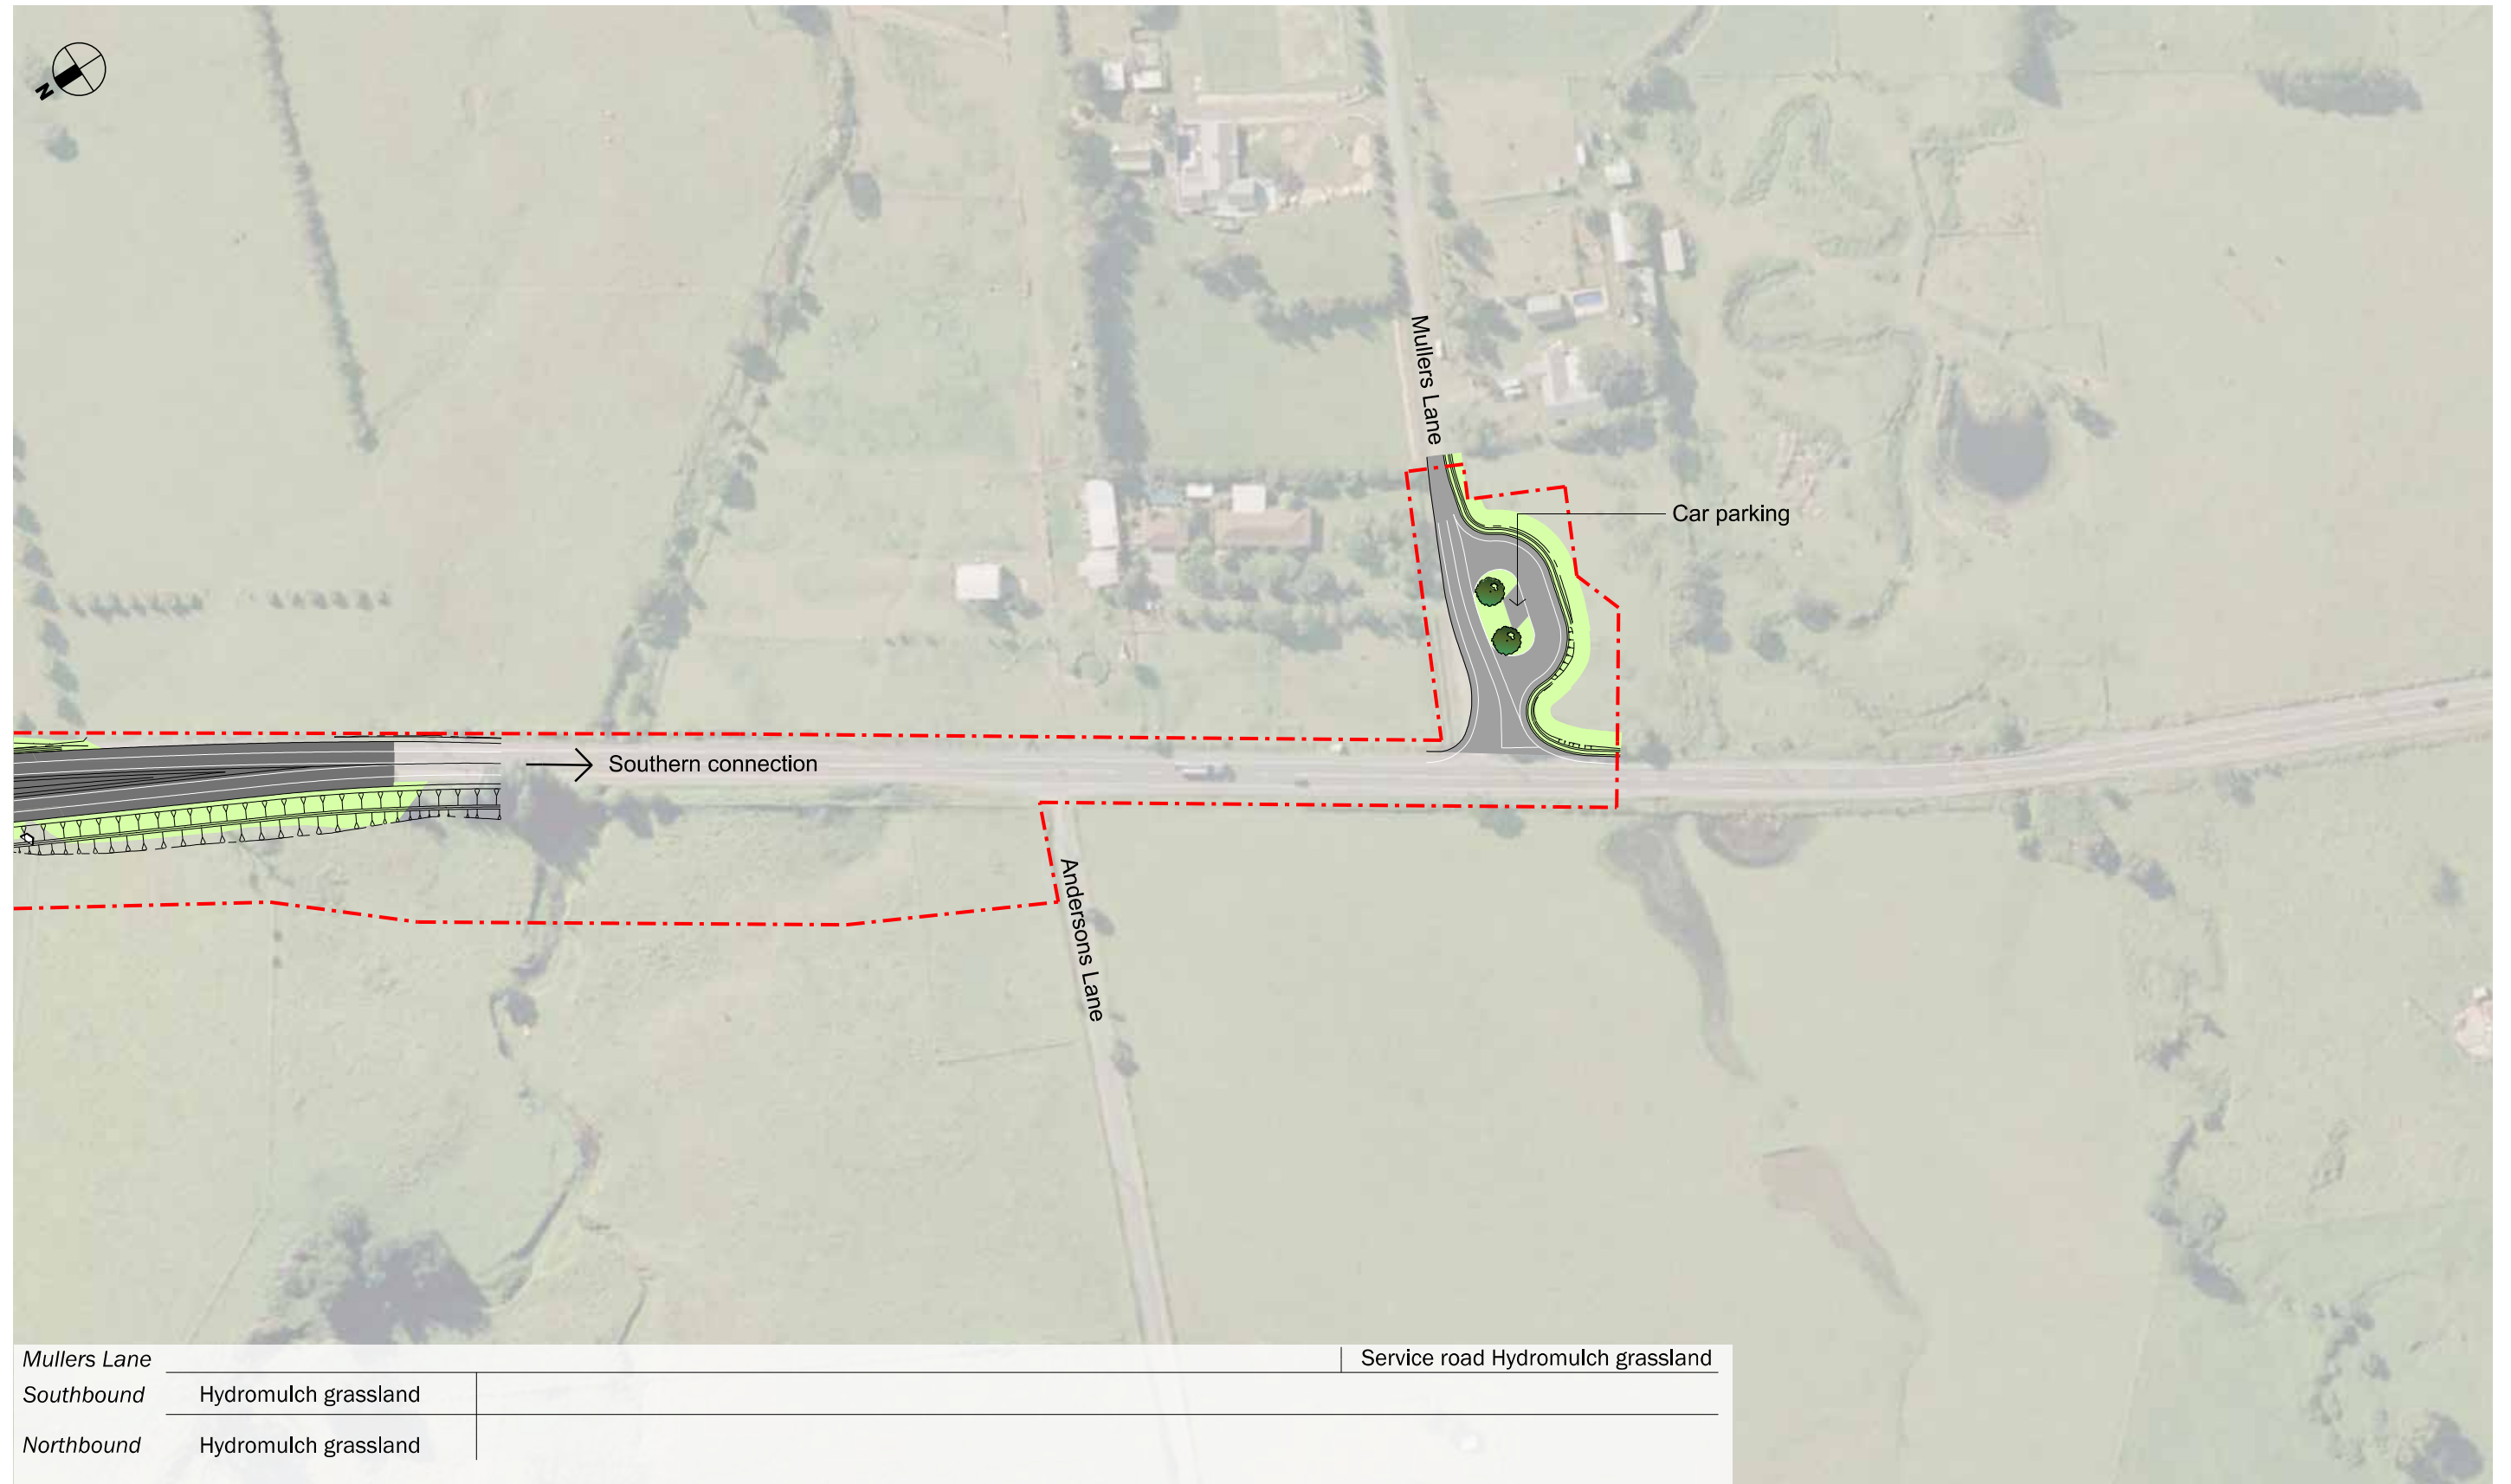 N
Mullers Lane
Car parking
Southern connection
Andersons Lane
Mullers Lane
Service road Hydromulch grassland
Southbound Hydromulch grassland
Northbound Hydromulch grassland